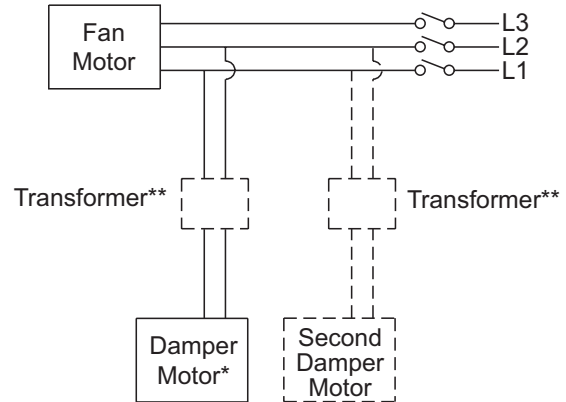 Fan
Motor
L3
L2
L1
Transformer**
Transformer**
Damper
Motor*
Second
Damper
Motor